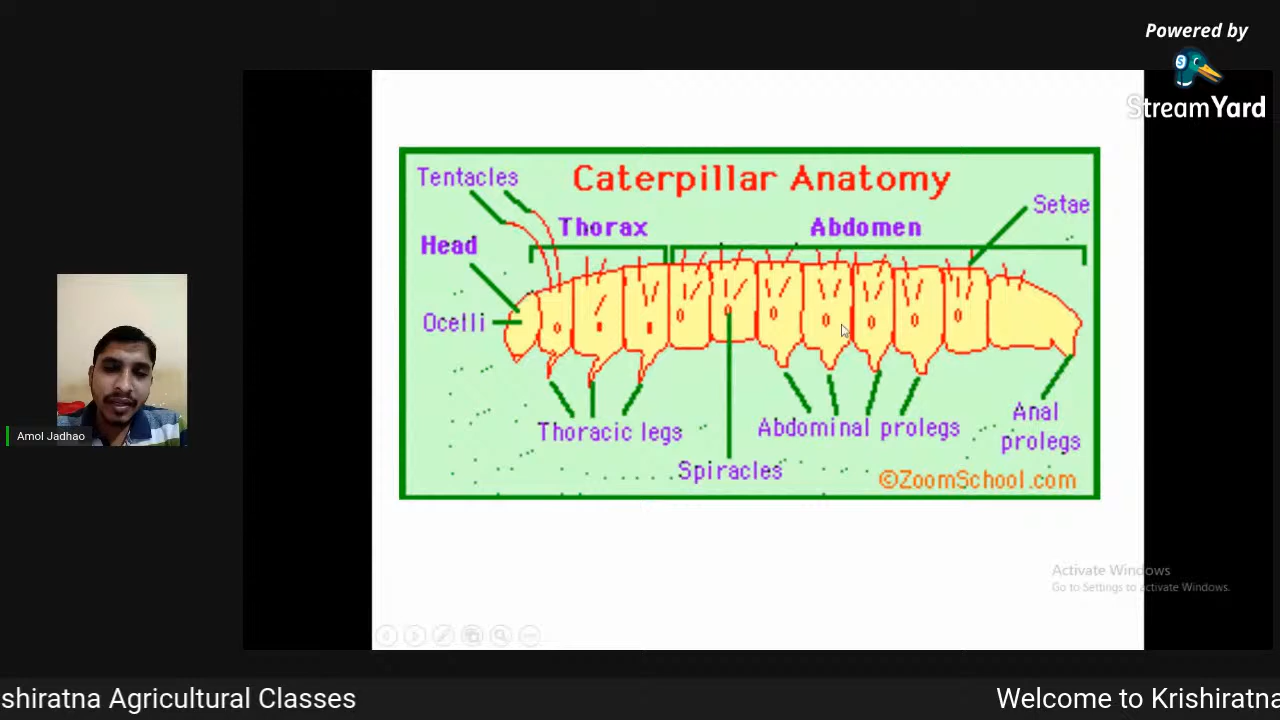 Powered by
StreamYard
Tentacles
Caterpillar Anatomy
Setae
Thorax
Abdomen
Head
Ocelli
Thoracic legs
Abdominal prolegs
Anal
prolegs
Spiracles
©ZoomSchool.com
Amol Jadhao
Activate Windows
Go to Settings to activate Windows.
shiratna Agricultural Classes
Welcome to Krishiratna